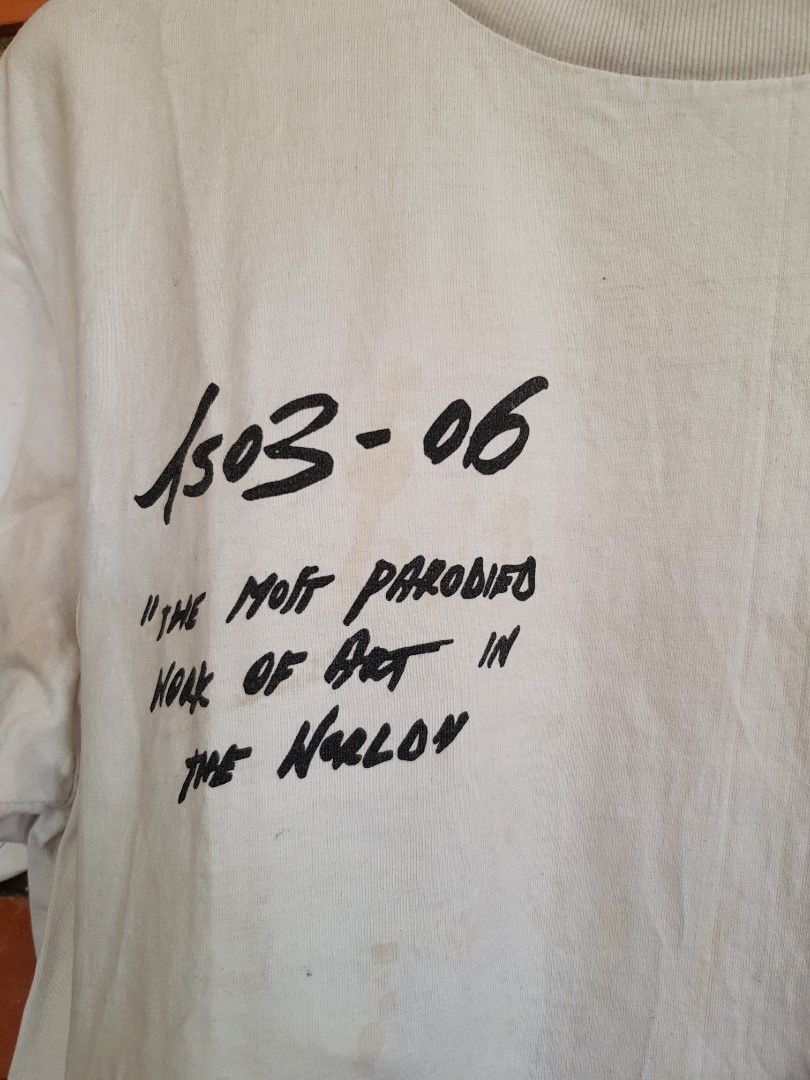 1503-06
"THE MOST PARODIED
WORK OF ART IN
THE WORLD"